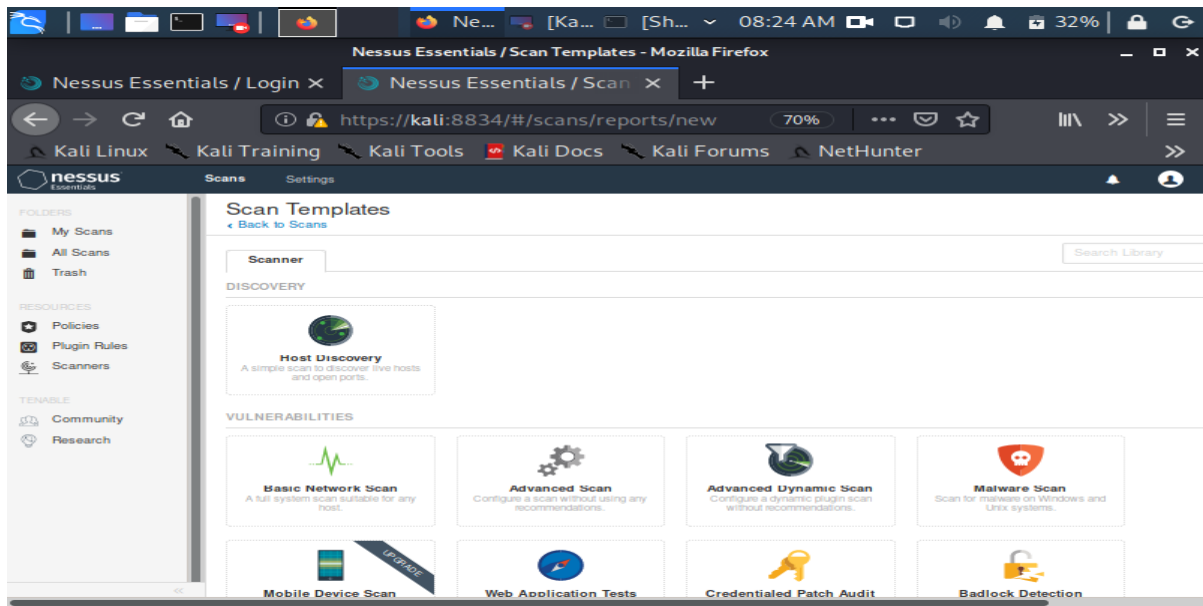 Ne... [Ka... [Sh... 08:24 AM 32%
Nessus Essentials / Scan Templates - Mozilla Firefox
Nessus Essentials / Login Nessus Essentials / Scan
https://kali:8834/#/scans/reports/new 70%
Kali Linux Kali Training Kali Tools Kali Docs Kali Forums NetHunter
nessus Essentials Scans Settings
FOLDERS
My Scans
All Scans
Trash
RESOURCES
Policies
Plugin Rules
Scanners
TENABLE
Community
Research
Scan Templates
‹ Back to Scans
Scanner
Search Library
DISCOVERY
Host Discovery
A simple scan to discover live hosts
and open ports.
VULNERABILITIES
Basic Network Scan
A full system scan suitable for any
host.
Advanced Scan
Configure a scan without using any
recommendations.
Advanced Dynamic Scan
Configure a dynamic plugin scan
without recommendations.
Malware Scan
Scan for malware on Windows and
Unix systems.
UPGRADE
Mobile Device Scan
Web Application Tests
Credentialed Patch Audit
Badlock Detection